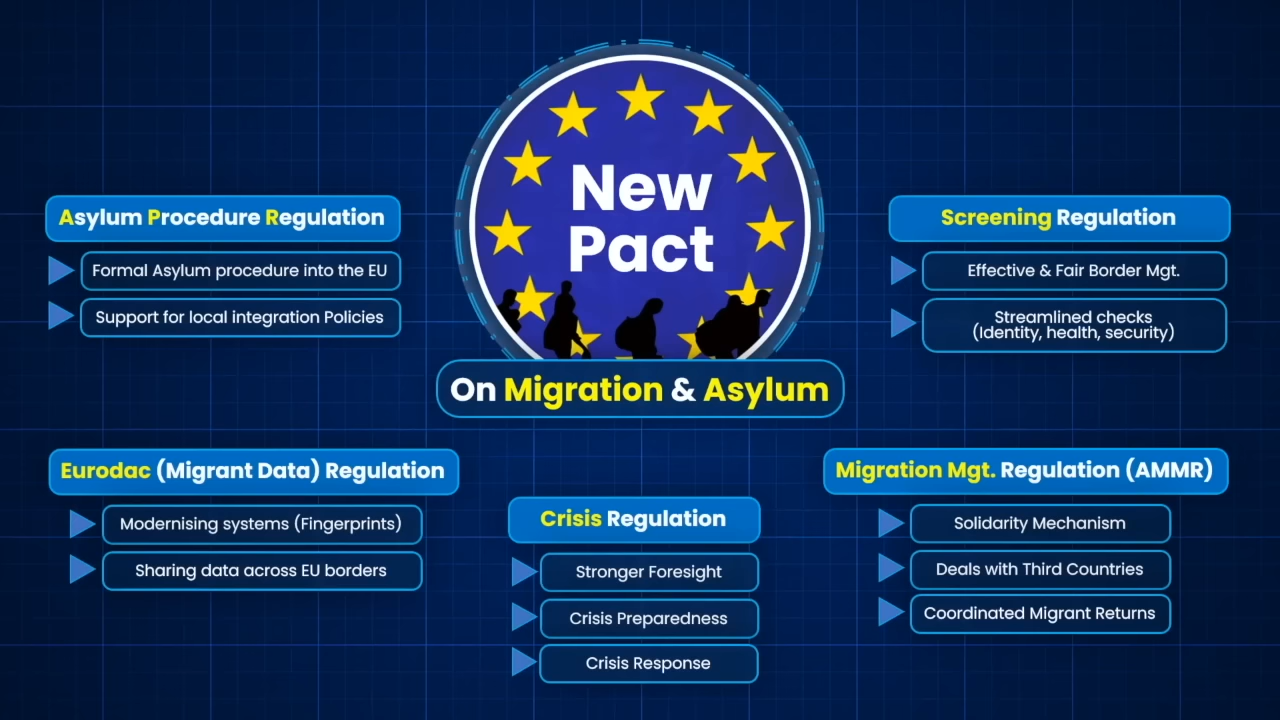 New
Pact
On Migration & Asylum
Asylum Procedure Regulation
Formal Asylum procedure into the EU
Support for local integration Policies
Screening Regulation
Effective & Fair Border Mgt.
Streamlined checks
(Identity, health, security)
Eurodac (Migrant Data) Regulation
Modernising systems (Fingerprints)
Sharing data across EU borders
Crisis Regulation
Stronger Foresight
Crisis Preparedness
Crisis Response
Migration Mgt. Regulation (AMMR)
Solidarity Mechanism
Deals with Third Countries
Coordinated Migrant Returns